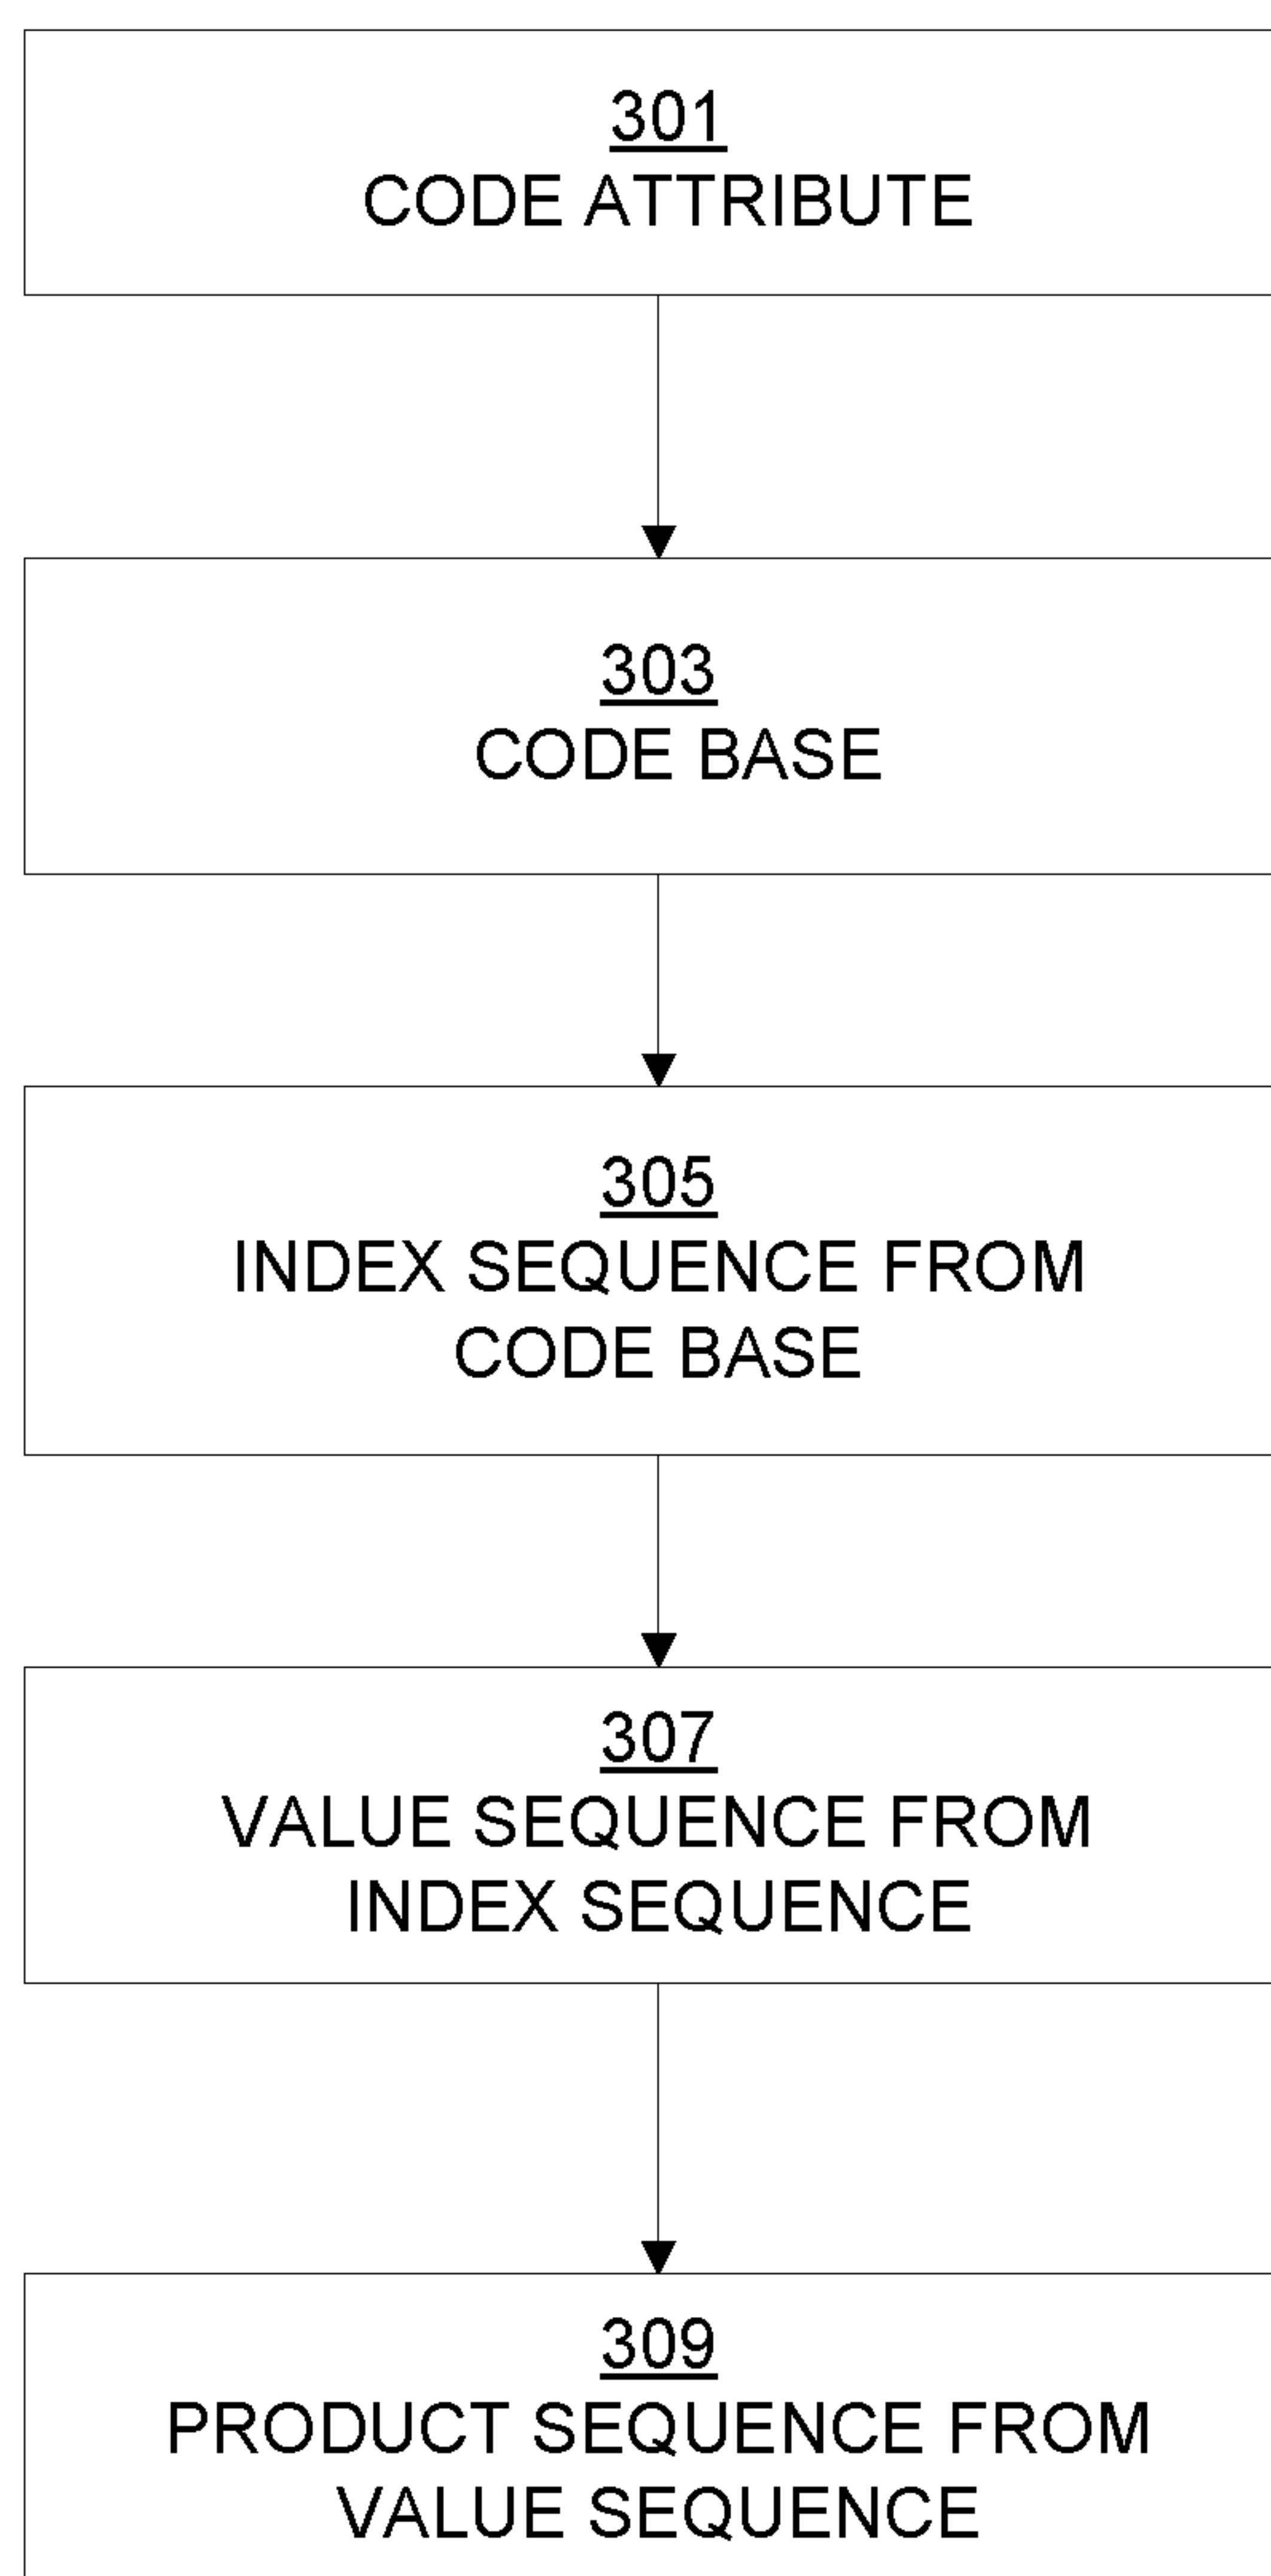 301
CODE ATTRIBUTE
303
CODE BASE
305
INDEX SEQUENCE FROM
CODE BASE
307
VALUE SEQUENCE FROM
INDEX SEQUENCE
309
PRODUCT SEQUENCE FROM
VALUE SEQUENCE